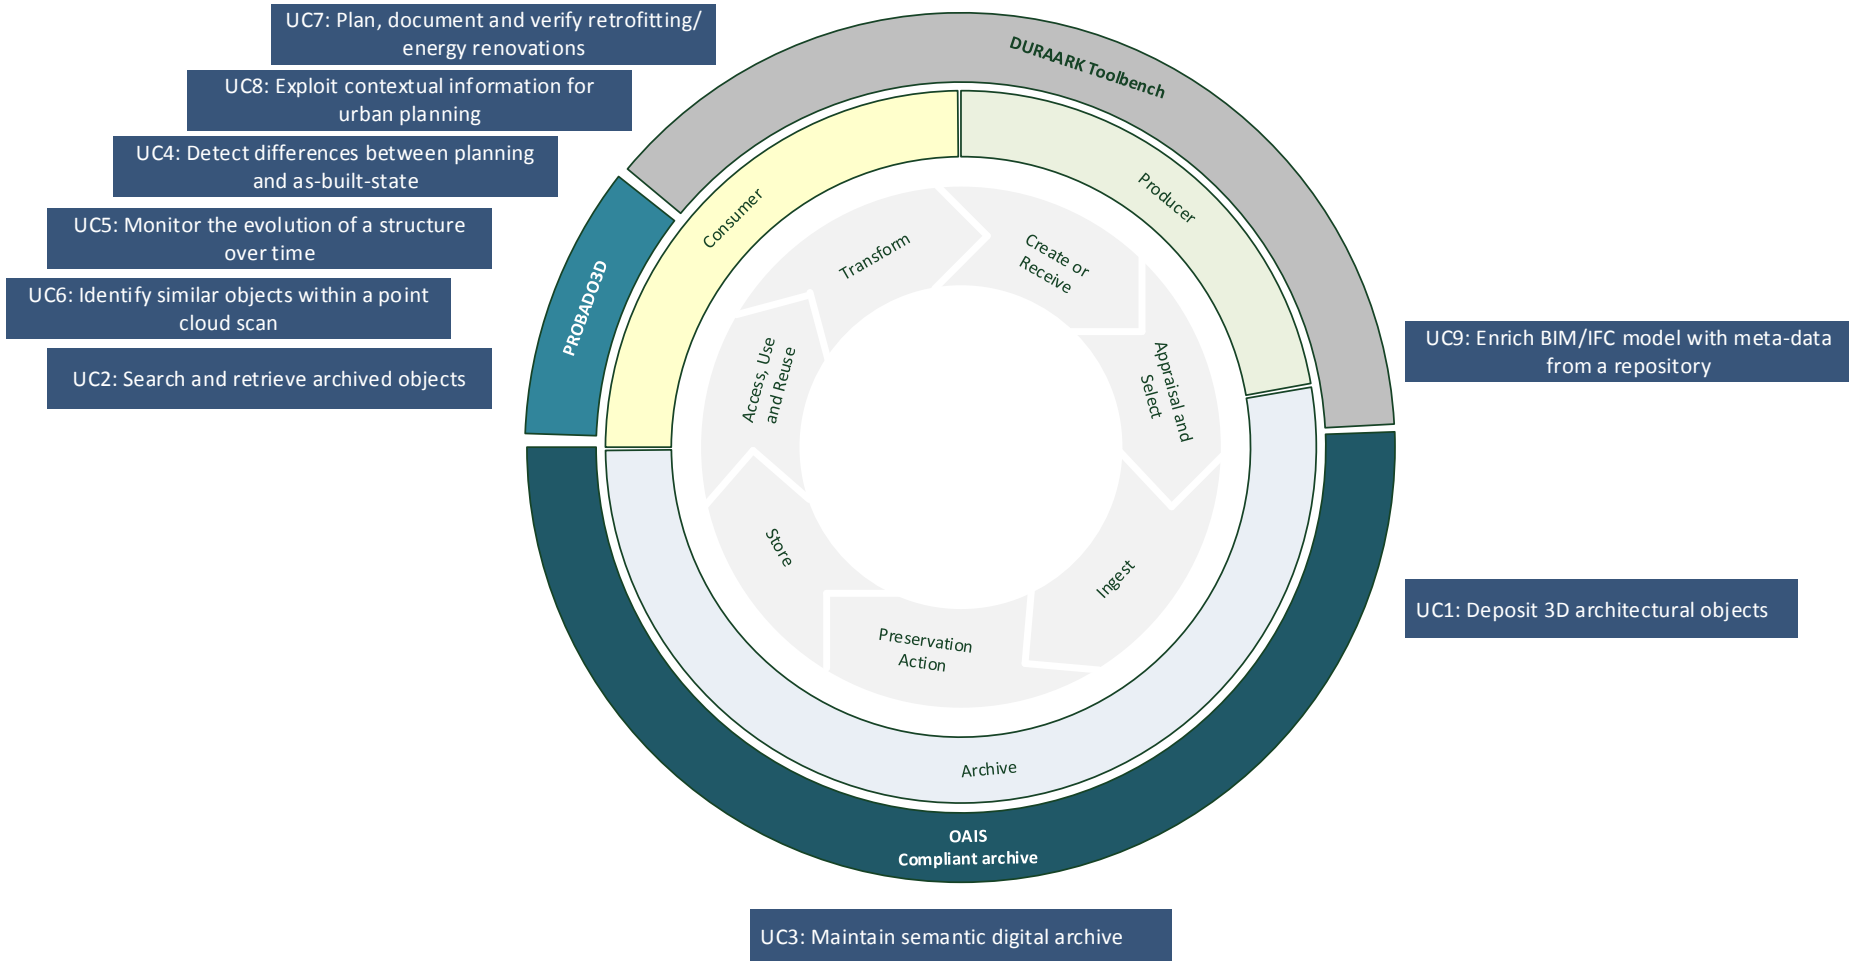 UC7: Plan, document and verify retrofitting/
energy renovations
UC8: Exploit contextual information for
urban planning
UC4: Detect differences between planning
and as-built-state
UC5: Monitor the evolution of a structure
over time
UC6: Identify similar objects within a point
cloud scan
UC2: Search and retrieve archived objects
DURAARK Toolbench
PROBADO3D
Consumer
Producer
Transform
Create or
Receive
Access, Use
and Reuse
Appraisal and
Select
Store
Ingest
Preservation
Action
Archive
OAIS
Compliant archive
UC9: Enrich BIM/IFC model with meta-data
from a repository
UC1: Deposit 3D architectural objects
UC3: Maintain semantic digital archive